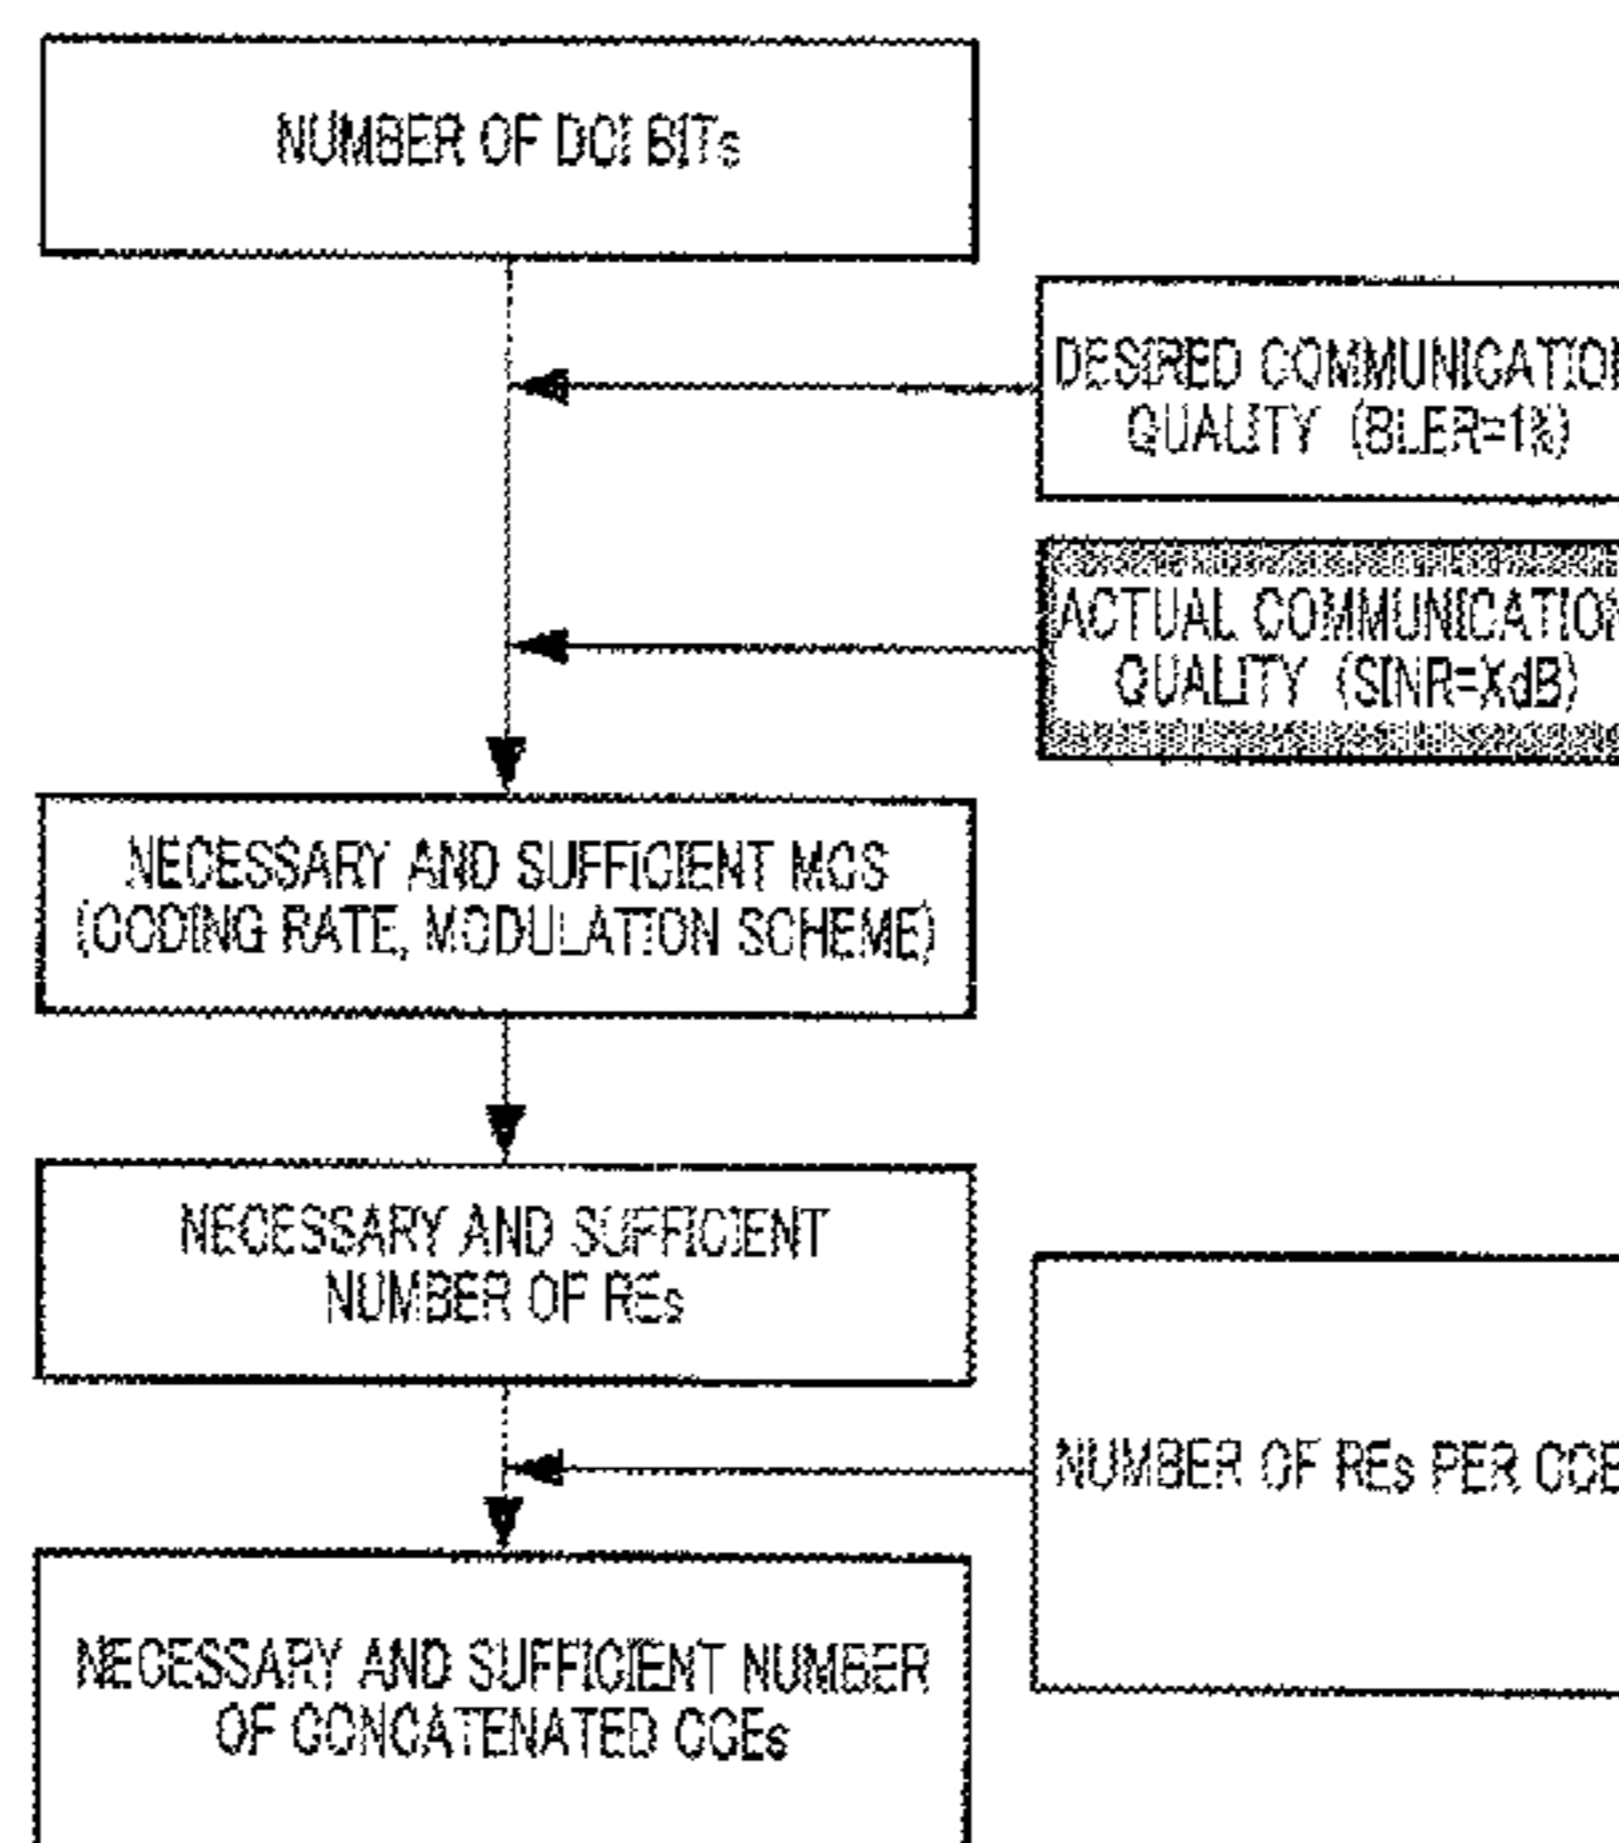 NUMBER OF DCI BITs
DESIRED COMMUNICATION
QUALITY (BLER=1%)
ACTUAL COMMUNICATION
QUALITY (SINR=XdB)
NECESSARY AND SUFFICIENT MCS
(CODING RATE, MODULATION SCHEME)
NECESSARY AND SUFFICIENT
NUMBER OF REs
NUMBER OF REs PER CCE
NECESSARY AND SUFFICIENT NUMBER
OF CONCATENATED CCEs